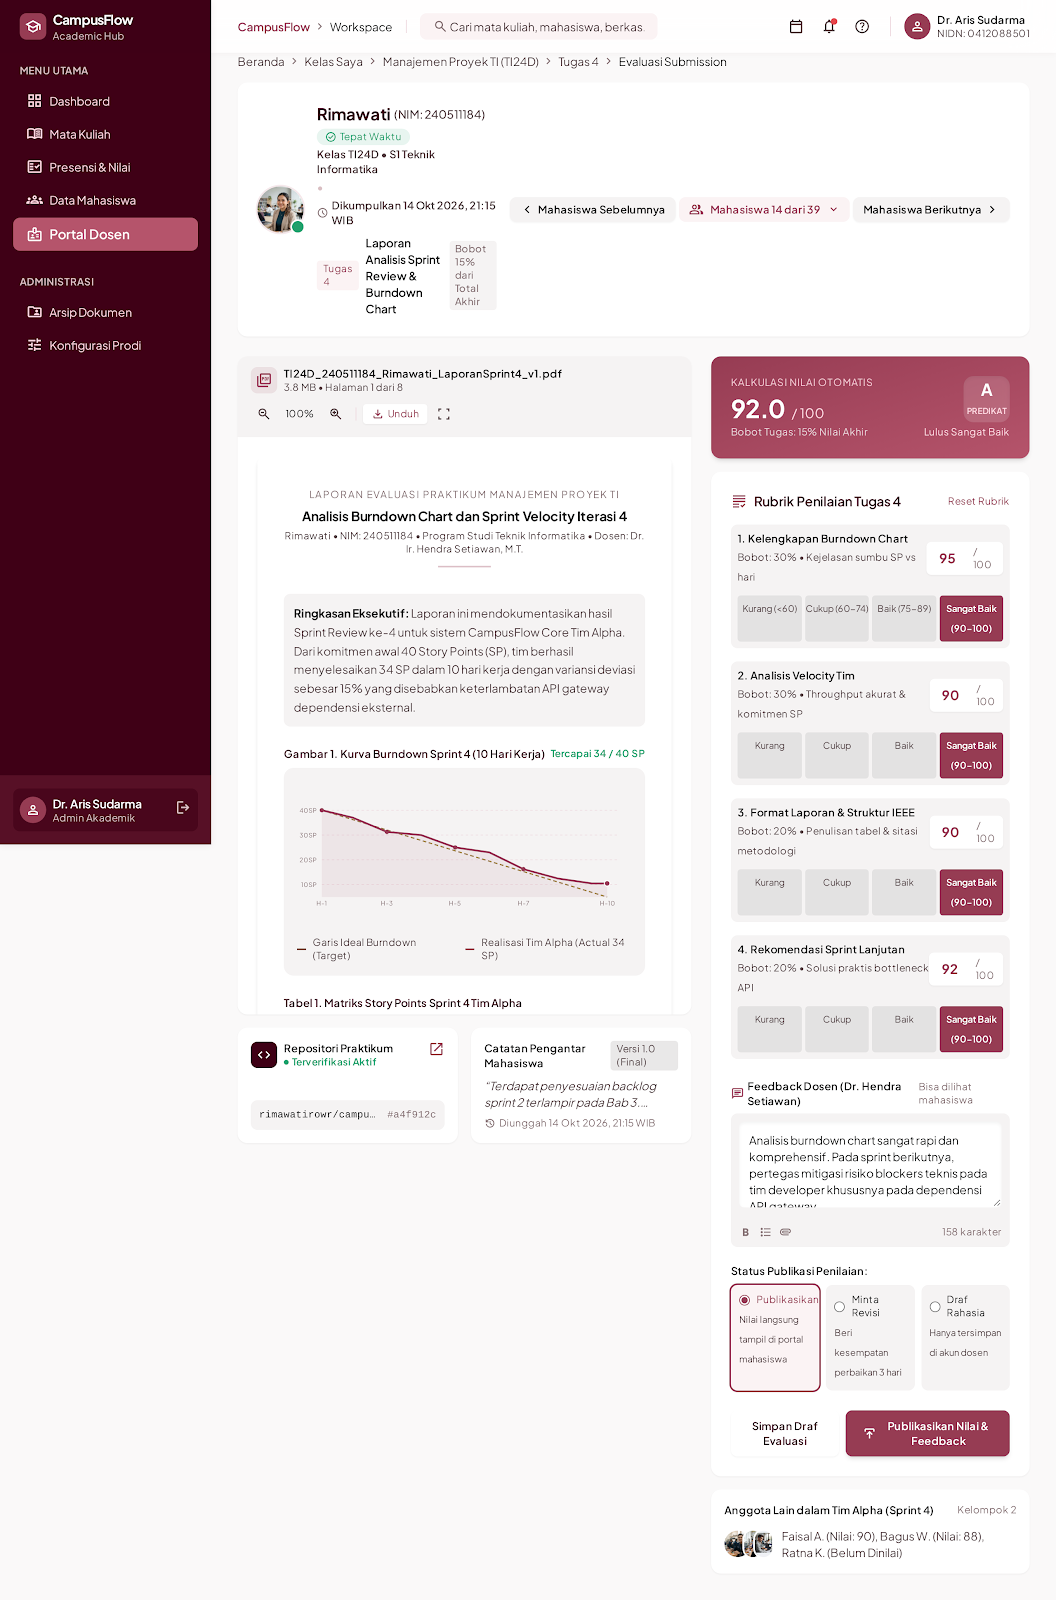 CampusFlow
Academic Hub
MENU UTAMA
Dashboard
Mata Kuliah
Presensi & Nilai
Data Mahasiswa
Portal Dosen
ADMINISTRASI
Arsip Dokumen
Konfigurasi Prodi
Dr. Aris Sudarma
Admin Akademik
CampusFlow > Workspace
Cari mata kuliah, mahasiswa, berkas.
Dr. Aris Sudarma
NIDN: 0412088501
Beranda > Kelas Saya > Manajemen Proyek TI (TI24D) > Tugas 4 > Evaluasi Submission
Rimawati (NIM: 240511184)
Tepat Waktu
Kelas TI24D • S1 Teknik
Informatika
•
Dikumpulkan 14 Okt 2026, 21:15
WIB
Tugas
4
Laporan
Analisis Sprint
Review &
Burndown
Chart
Bobot
15%
dari
Total
Akhir
Mahasiswa Sebelumnya
Mahasiswa 14 dari 39
Mahasiswa Berikutnya
TI24D_240511184_Rimawati_LaporanSprint4_v1.pdf
3.8 MB • Halaman 1 dari 8
100%
Unduh
LAPORAN EVALUASI PRAKTIKUM MANAJEMEN PROYEK TI
Analisis Burndown Chart dan Sprint Velocity Iterasi 4
Rimawati • NIM: 240511184 • Program Studi Teknik Informatika • Dosen: Dr.
Ir. Hendra Setiawan, M.T.
Ringkasan Eksekutif: Laporan ini mendokumentasikan hasil
Sprint Review ke-4 untuk sistem CampusFlow Core Tim Alpha.
Dari komitmen awal 40 Story Points (SP), tim berhasil
menyelesaikan 34 SP dalam 10 hari kerja dengan variansi deviasi
sebesar 15% yang disebabkan keterlambatan API gateway
dependensi eksternal.
Gambar 1. Kurva Burndown Sprint 4 (10 Hari Kerja)
Tercapai 34 / 40 SP
40SP
30SP
20SP
10SP
H-1
H-3
H-5
H-7
H-10
Garis Ideal Burndown
(Target)
Realisasi Tim Alpha (Actual 34
SP)
Tabel 1. Matriks Story Points Sprint 4 Tim Alpha
Repositori Praktikum
• Terverifikasi Aktif
rimawatirowr/campu… #a4f912c
Catatan Pengantar
Mahasiswa
Versi 1.0
(Final)
"Terdapat penyesuaian backlog
sprint 2 terlampir pada Bab 3.…
Diunggah 14 Okt 2026, 21:15 WIB
KALKULASI NILAI OTOMATIS
92.0 / 100
Bobot Tugas: 15% Nilai Akhir
A
PREDIKAT
Lulus Sangat Baik
Rubrik Penilaian Tugas 4
Reset Rubrik
1. Kelengkapan Burndown Chart
Bobot: 30% • Kejelasan sumbu SP vs
hari
95
/
100
Kurang (<60)
Cukup (60–74)
Baik (75–89)
Sangat Baik
(90–100)
2. Analisis Velocity Tim
Bobot: 30% • Throughput akurat &
komitmen SP
90
/
100
Kurang
Cukup
Baik
Sangat Baik
(90–100)
3. Format Laporan & Struktur IEEE
Bobot: 20% • Penulisan tabel & sitasi
metodologi
90
/
100
Kurang
Cukup
Baik
Sangat Baik
(90–100)
4. Rekomendasi Sprint Lanjutan
Bobot: 20% • Solusi praktis bottleneck
API
92
/
100
Kurang
Cukup
Baik
Sangat Baik
(90–100)
Feedback Dosen (Dr. Hendra
Setiawan)
Bisa dilihat
mahasiswa
Analisis burndown chart sangat rapi dan
komprehensif. Pada sprint berikutnya,
pertegas mitigasi risiko blockers teknis pada
tim developer khususnya pada dependensi
API gateway
B
158 karakter
Status Publikasi Penilaian:
Publikasikan
Nilai langsung
tampil di portal
mahasiswa
Minta
Revisi
Beri
kesempatan
perbaikan 3 hari
Draf
Rahasia
Hanya tersimpan
di akun dosen
Simpan Draf
Evaluasi
Publikasikan Nilai &
Feedback
Anggota Lain dalam Tim Alpha (Sprint 4)
Kelompok 2
Faisal A. (Nilai: 90), Bagus W. (Nilai: 88),
Ratna K. (Belum Dinilai)